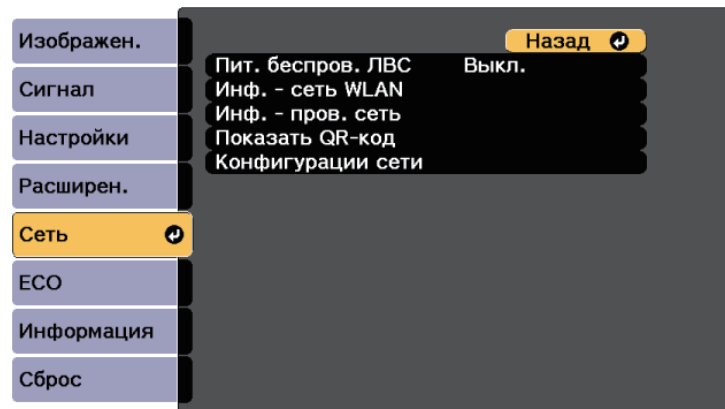 Изображен.
Сигнал
Настройки
Расширен.
Сеть
ECO
Информация
Сброс
Назад
Пит. беспров. ЛВС Выкл.
Инф. - сеть WLAN
Инф. - пров. сеть
Показать QR-код
Конфигурации сети